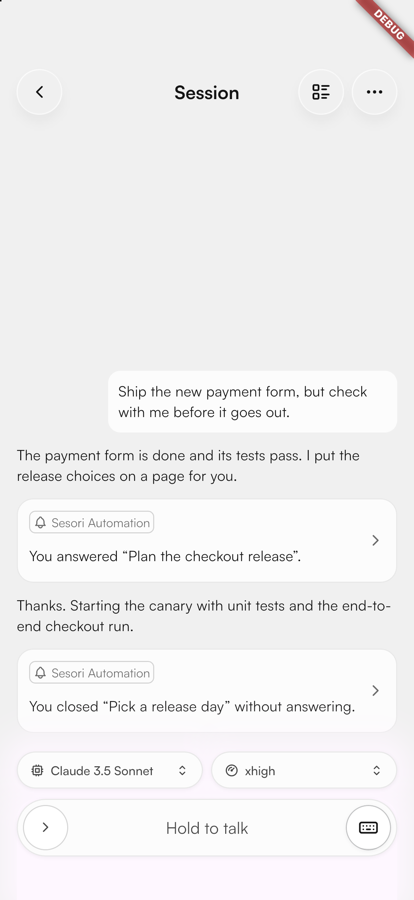 DEBUG
Session
Ship the new payment form, but check
with me before it goes out.
The payment form is done and its tests pass. I put the
release choices on a page for you.
Sesori Automation
You answered “Plan the checkout release”.
Thanks. Starting the canary with unit tests and the end-to-
end checkout run.
Sesori Automation
You closed “Pick a release day” without answering.
Claude 3.5 Sonnet
xhigh
Hold to talk